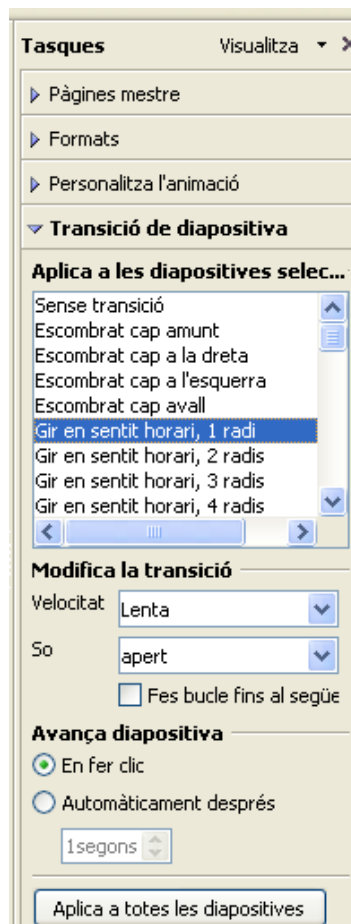 Tasques Visualitza
Pàgines mestre
Formats
Personalitza l'animació
Transició de diapositiva
Aplica a les diapositives selec...
Sense transició
Escombrat cap amunt
Escombrat cap a la dreta
Escombrat cap a l'esquerra
Escombrat cap avall
Gir en sentit horari, 1 radi
Gir en sentit horari, 2 radis
Gir en sentit horari, 3 radis
Gir en sentit horari, 4 radis
Modifica la transició
Velocitat Lenta
So apert
Fes bucle fins al següe
Avança diapositiva
En fer clic
Automàticament després
1segons
Aplica a totes les diapositives